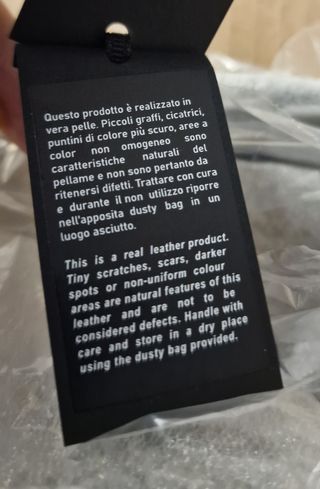 Questo prodotto è realizzato in
vera pelle. Piccoli graffi, cicatrici,
puntini di colore più scuro, aree a
color non omogeneo sono
caratteristiche naturali del
pellame e non sono pertanto da
ritenersi difetti. Trattare con cura
e durante il non utilizzo riporre
nell'apposita dusty bag in un
luogo asciutto.
This is a real leather product.
Tiny scratches, scars, darker
spots or non-uniform colour
areas are natural features of this
leather and are not to be
considered defects. Handle with
care and store in a dry place
using the dusty bag provided.